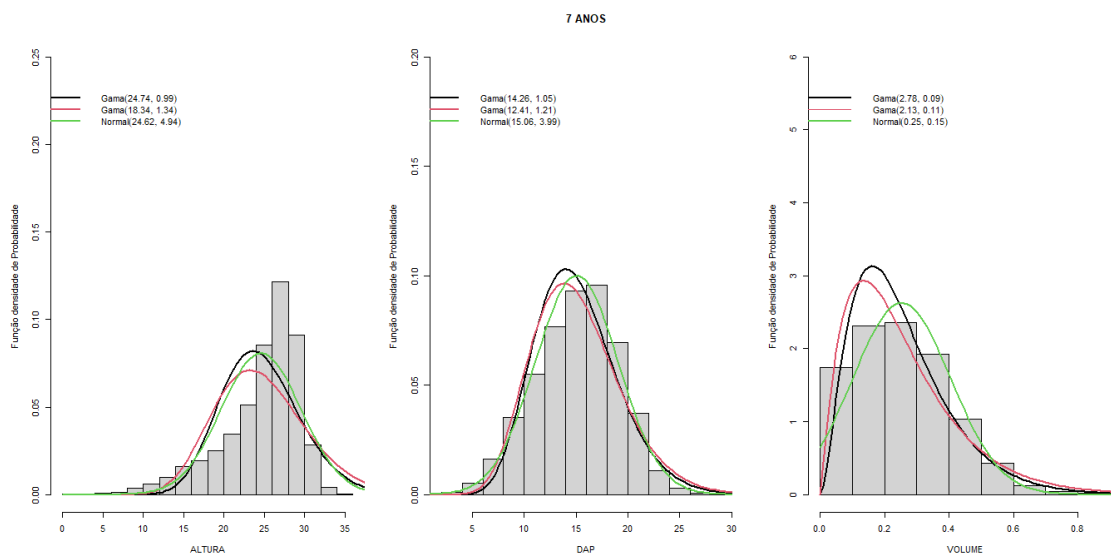 7 ANOS
Função densidade de Probabilidade
0.00
0.05
0.10
0.15
0.20
0.25
Gama(24.74, 0.99)
Gama(18.34, 1.34)
Normal(24.62, 4.94)
0 5 10 15 20 25 30 35
ALTURA
Função densidade de Probabilidade
0.00
0.05
0.10
0.15
0.20
Gama(14.26, 1.05)
Gama(12.41, 1.21)
Normal(15.06, 3.99)
5 10 15 20 25 30
DAP
Função densidade de Probabilidade
0
1
2
3
4
5
6
Gama(2.78, 0.09)
Gama(2.13, 0.11)
Normal(0.25, 0.15)
0.0 0.2 0.4 0.6 0.8
VOLUME